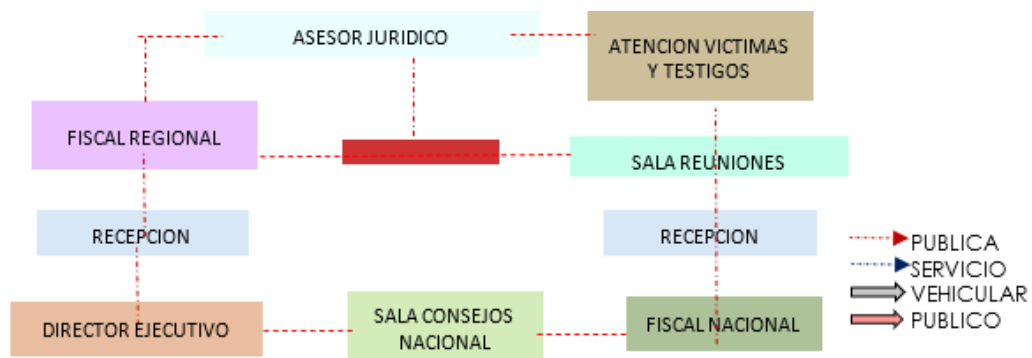 ASESOR JURIDICO
ATENCION VICTIMAS
Y TESTIGOS
FISCAL REGIONAL
SALA REUNIONES
RECEPCION
RECEPCION
DIRECTOR EJECUTIVO
SALA CONSEJOS
NACIONAL
FISCAL NACIONAL
PUBLICA
SERVICIO
VEHICULAR
PUBLICO